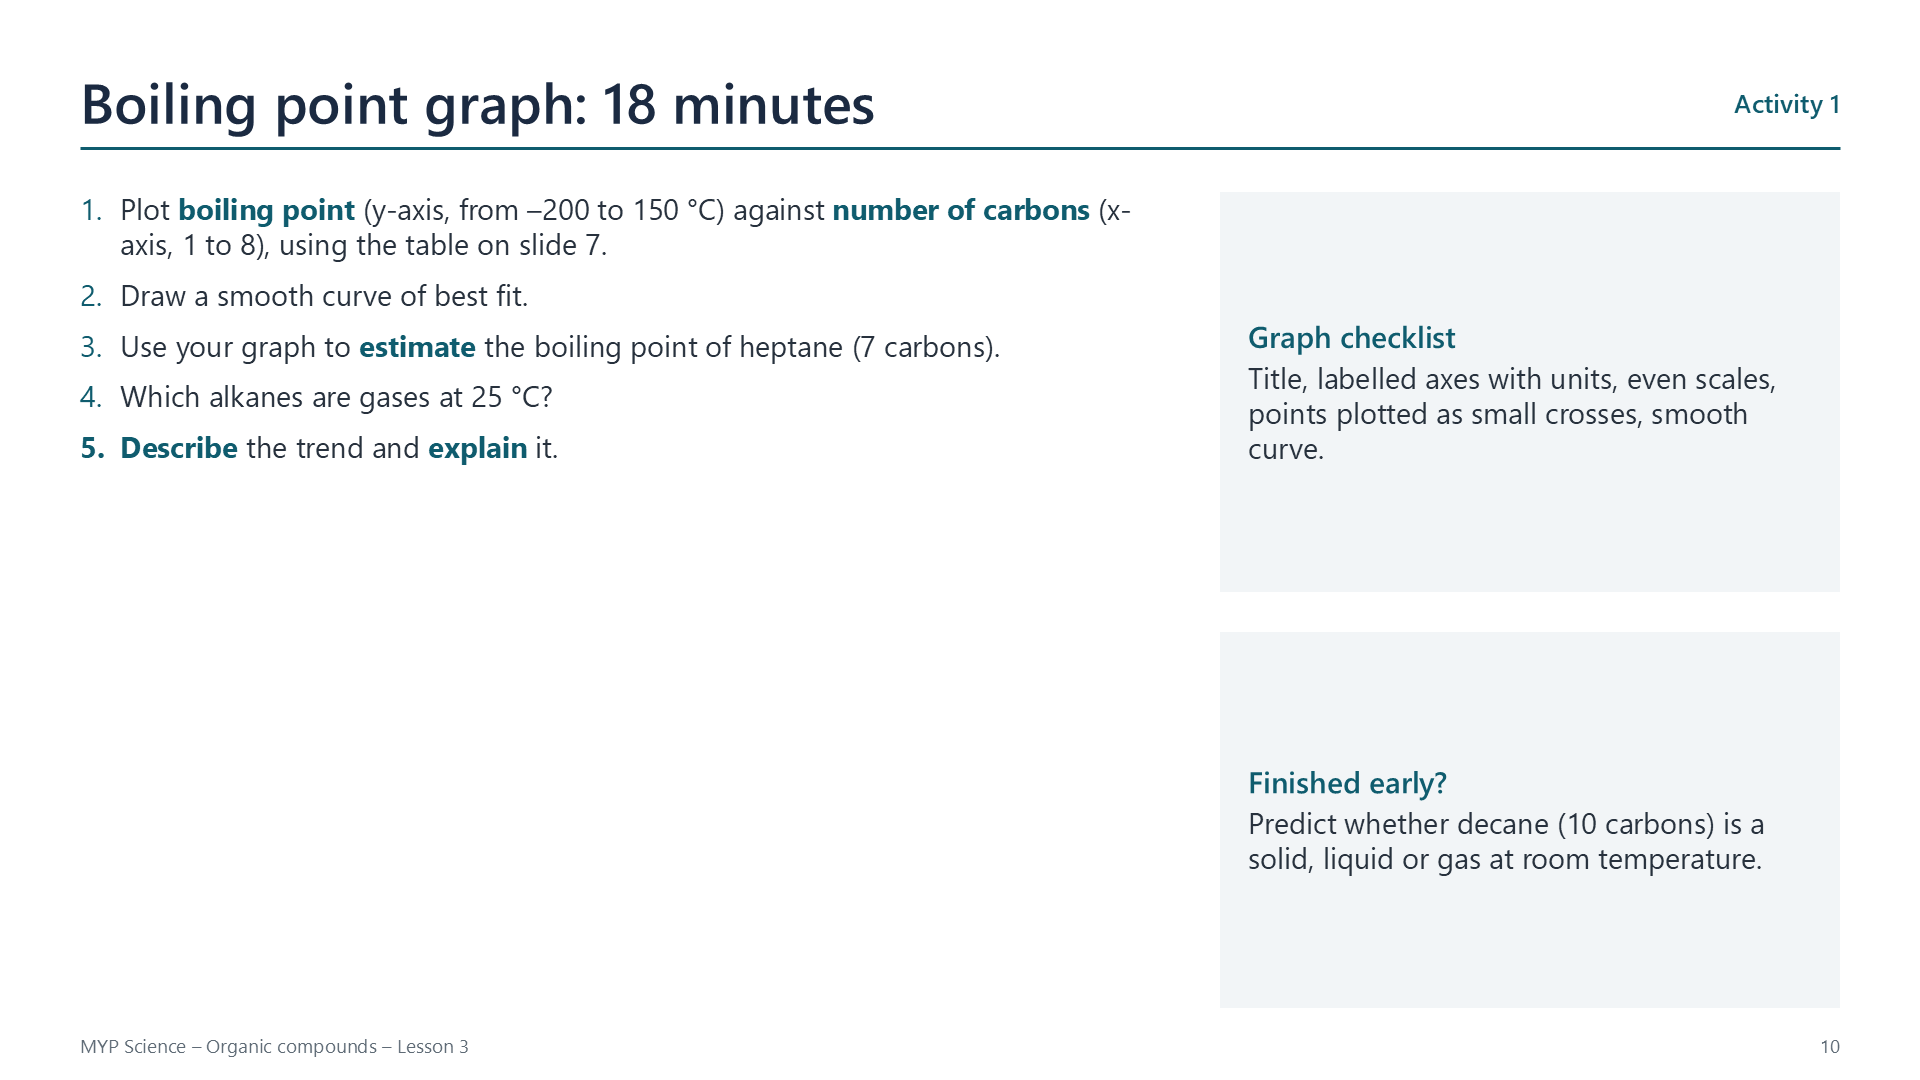 Boiling point graph: 18 minutes
Activity 1
1. Plot boiling point (y-axis, from –200 to 150 °C) against number of carbons (x-
axis, 1 to 8), using the table on slide 7.
2. Draw a smooth curve of best fit.
3. Use your graph to estimate the boiling point of heptane (7 carbons).
4. Which alkanes are gases at 25 °C?
5. Describe the trend and explain it.
Graph checklist
Title, labelled axes with units, even scales,
points plotted as small crosses, smooth
curve.
Finished early?
Predict whether decane (10 carbons) is a
solid, liquid or gas at room temperature.
MYP Science – Organic compounds – Lesson 3
10